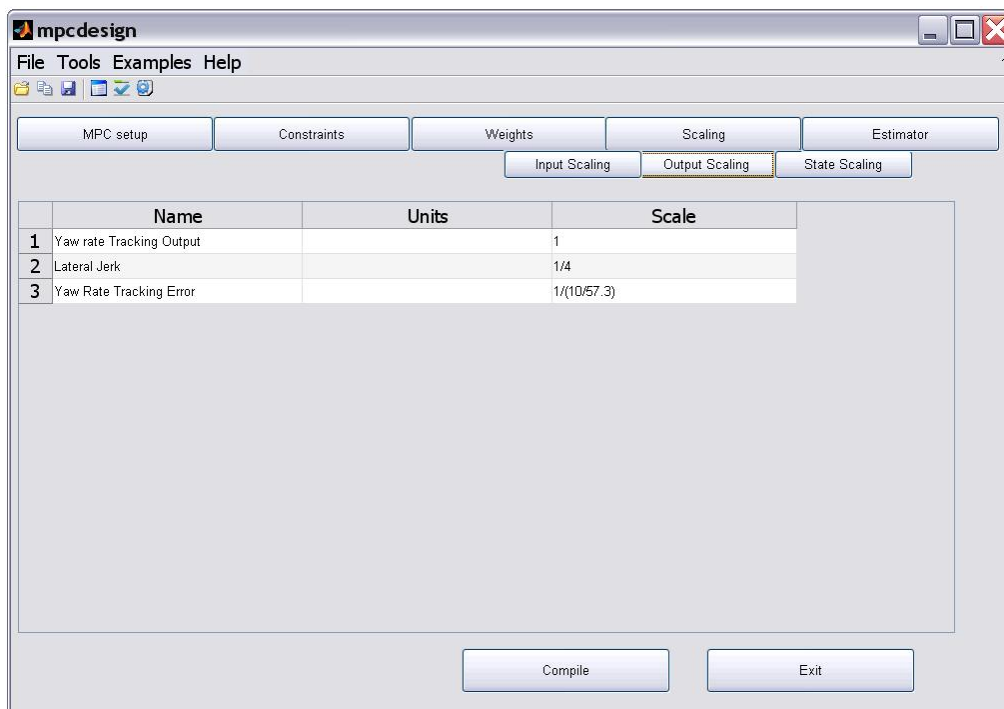 mpcdesign
File Tools Examples Help
MPC setup Constraints Weights Scaling Estimator
Input Scaling Output Scaling State Scaling
Name Units Scale
1 Yaw rate Tracking Output 1
2 Lateral Jerk 1/4
3 Yaw Rate Tracking Error 1/(10/57.3)
Compile Exit